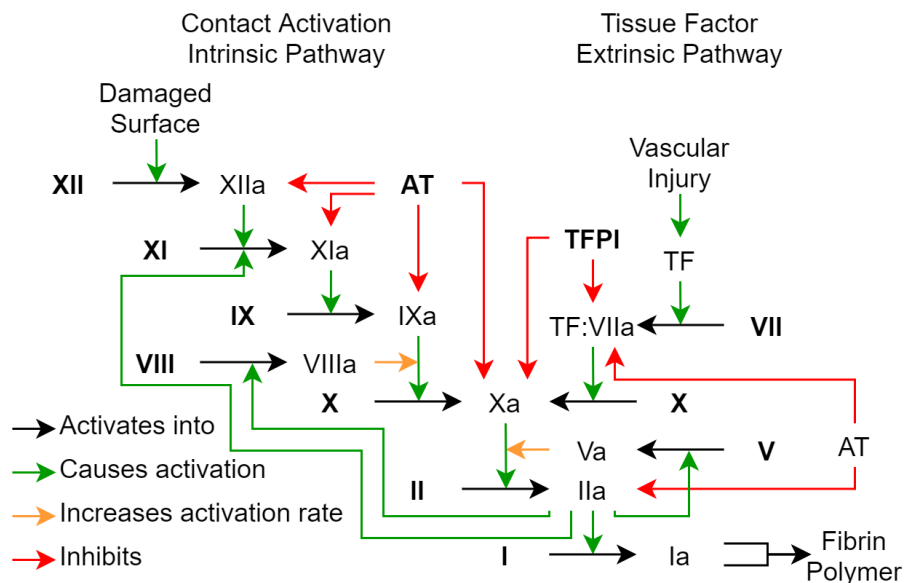 Contact Activation
Intrinsic Pathway
Tissue Factor
Extrinsic Pathway
Damaged
Surface
Vascular
Injury
XII
XIIa
AT
XI
XIa
TFPI
TF
IX
IXa
TF:VIIa
VII
VIII
VIIIa
X
Xa
X
Activates into
Va
V
AT
Causes activation
II
IIa
Increases activation rate
Inhibits
I
Ia
Fibrin
Polymer